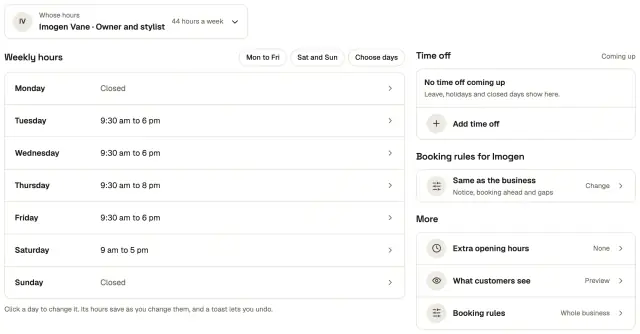 IV
Whose hours
Imogen Vane · Owner and stylist
44 hours a week
Weekly hours
Mon to Fri
Sat and Sun
Choose days
Monday Closed
Tuesday 9:30 am to 6 pm
Wednesday 9:30 am to 6 pm
Thursday 9:30 am to 8 pm
Friday 9:30 am to 6 pm
Saturday 9 am to 5 pm
Sunday Closed
Click a day to change it, its hours save as you change them, and a toast lets you undo.
Time off
Coming up
No time off coming up
Leave, holidays and closed days show here.
Add time off
Booking rules for Imogen
Same as the business
Notice, booking ahead and gaps
Change
More
Extra opening hours None
What customers see Preview
Booking rules Whole business